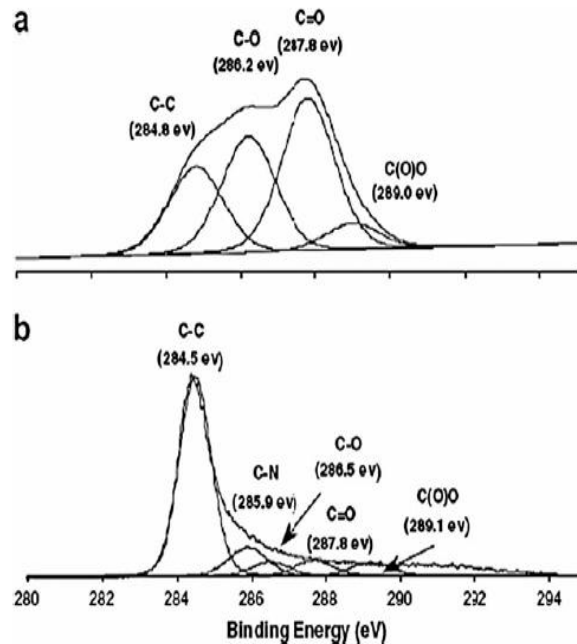 a
C=O
C-O
(287.8 ev)
(286.2 ev)
C-C
(284.8 ev)
C(O)O
(289.0 ev)
b
C-C
(284.5 ev)
C-O
C-N
(286.5 ev)
(285.9 ev)
C=O
C(O)O
(287.8 ev)
(289.1 ev)
280 282 284 286 288 290 292 294
Binding Energy (eV)